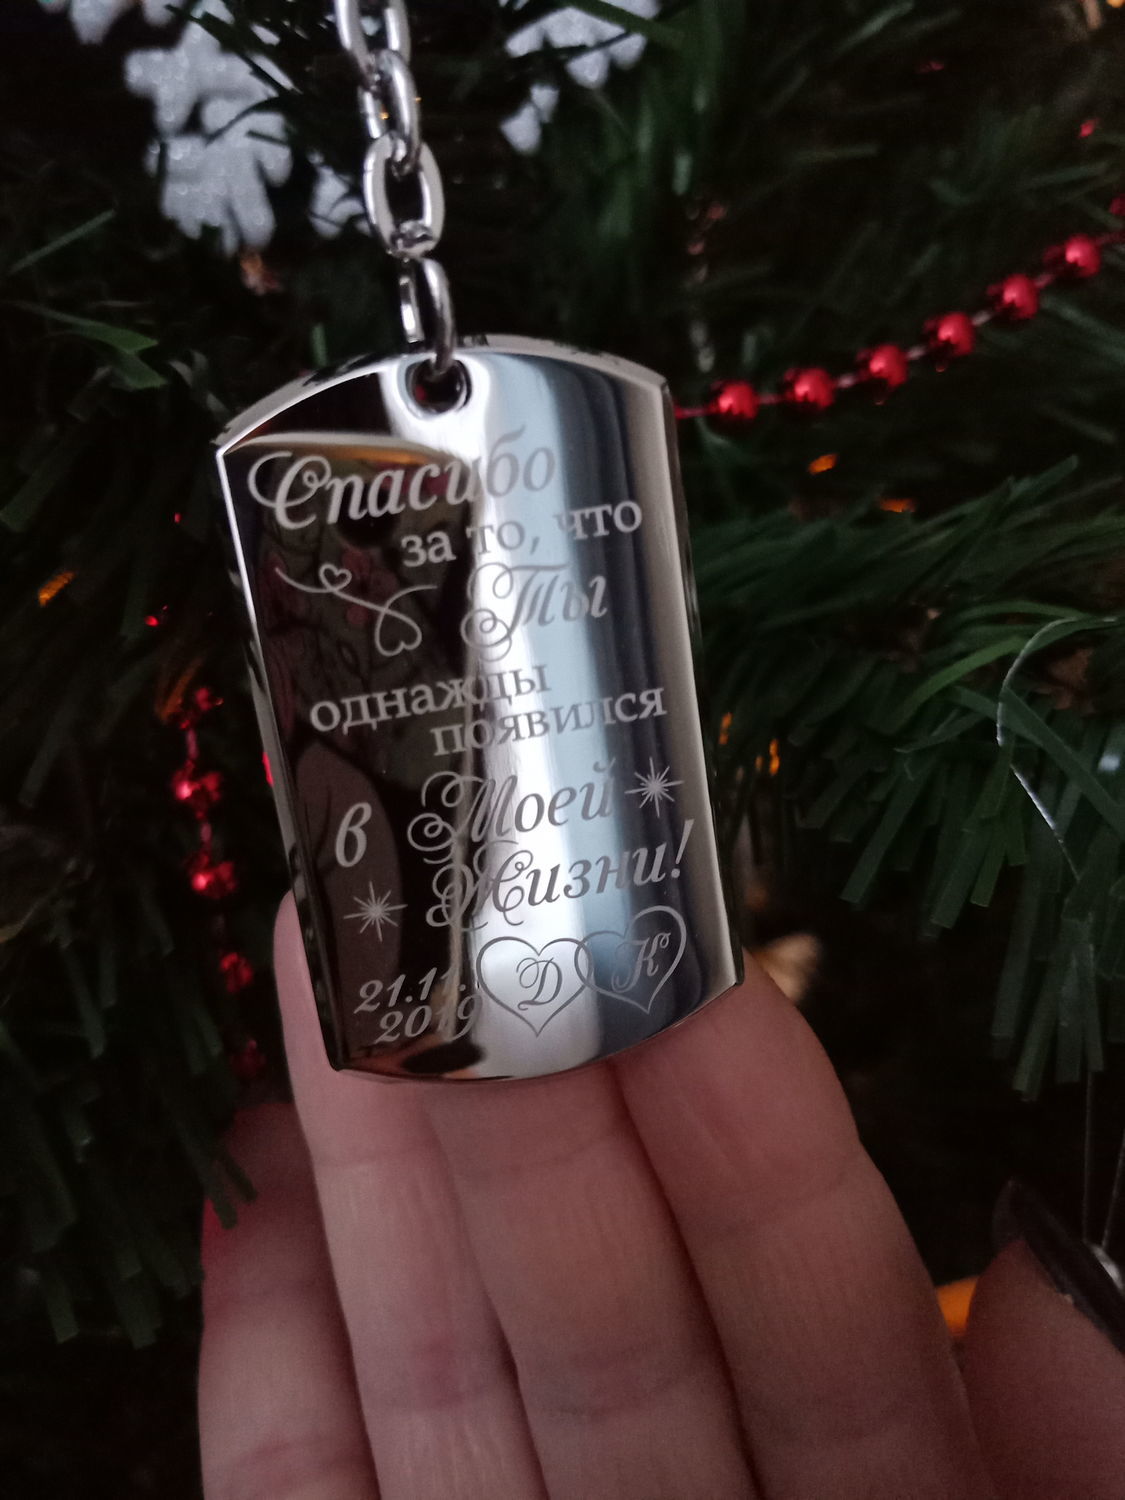 Спасибо
за то, что
Ты
однажды
появился
в Моей
Жизни!
21.11.
2019
Д К